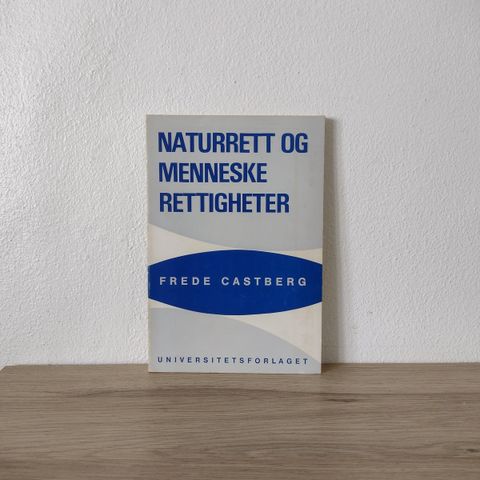 NATURRETT OG
MENNESKE
RETTIGHETER
FREDE CASTBERG
UNIVERSITETSFORLAGET